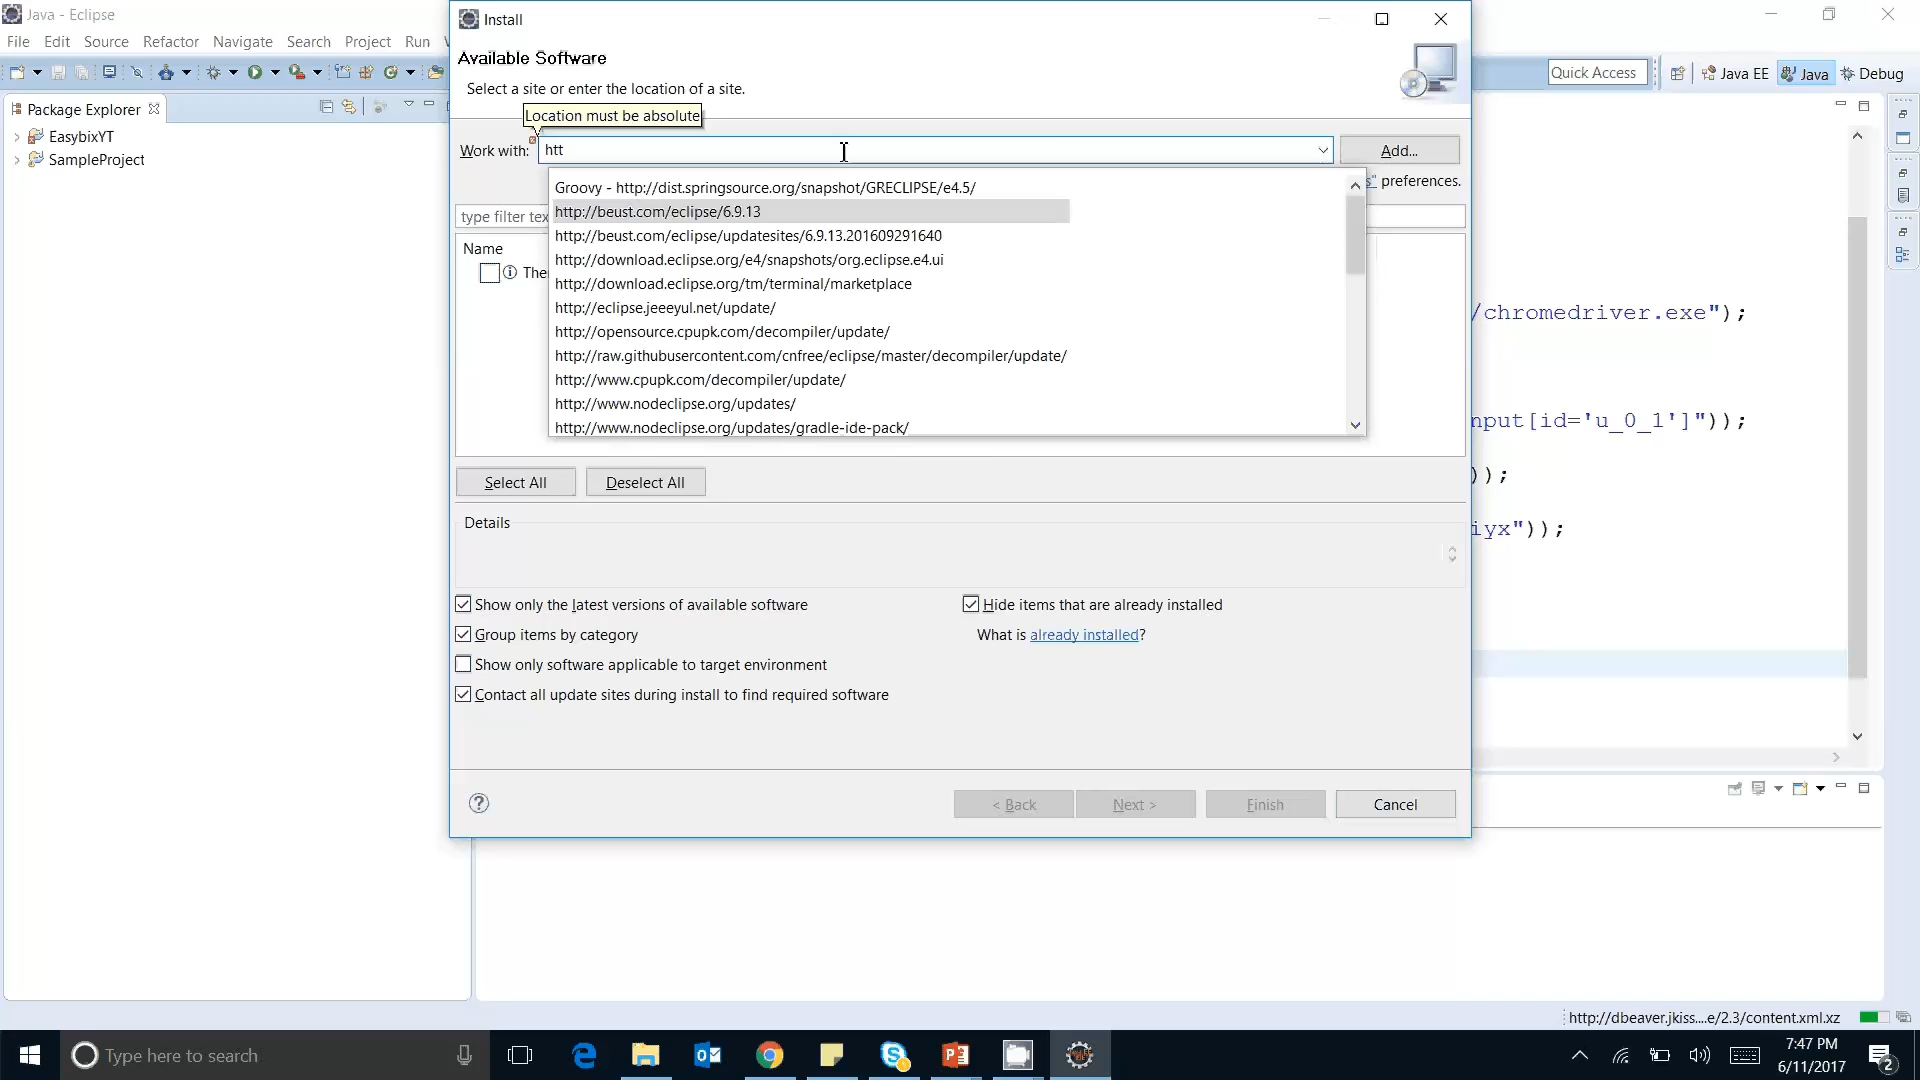 Java - Eclipse
File Edit Source Refactor Navigate Search Project Run
Quick Access
Java EE
Java
Debug
Package Explorer
EasybixYT
SampleProject
Install
Available Software
Select a site or enter the location of a site.
Location must be absolute
Work with:
htt
Add...
s" preferences.
Groovy - http://dist.springsource.org/snapshot/GRECLIPSE/e4.5/
http://beust.com/eclipse/6.9.13
http://beust.com/eclipse/updatesites/6.9.13.201609291640
http://download.eclipse.org/e4/snapshots/org.eclipse.e4.ui
http://download.eclipse.org/tm/terminal/marketplace
http://eclipse.jeeeyul.net/update/
http://opensource.cpupk.com/decompiler/update/
http://raw.githubusercontent.com/cnfree/eclipse/master/decompiler/update/
http://www.cpupk.com/decompiler/update/
http://www.nodeclipse.org/updates/
http://www.nodeclipse.org/updates/gradle-ide-pack/
type filter tex
Name
The
/chromedriver.exe");
nput[id='u_0_1']"));
));
iyx"));
Select All
Deselect All
Details
Show only the latest versions of available software
Hide items that are already installed
Group items by category
What is already installed?
Show only software applicable to target environment
Contact all update sites during install to find required software
< Back
Next >
Finish
Cancel
http://dbeaver.jkiss....e/2.3/content.xml.xz
Type here to search
7:47 PM
6/11/2017
2